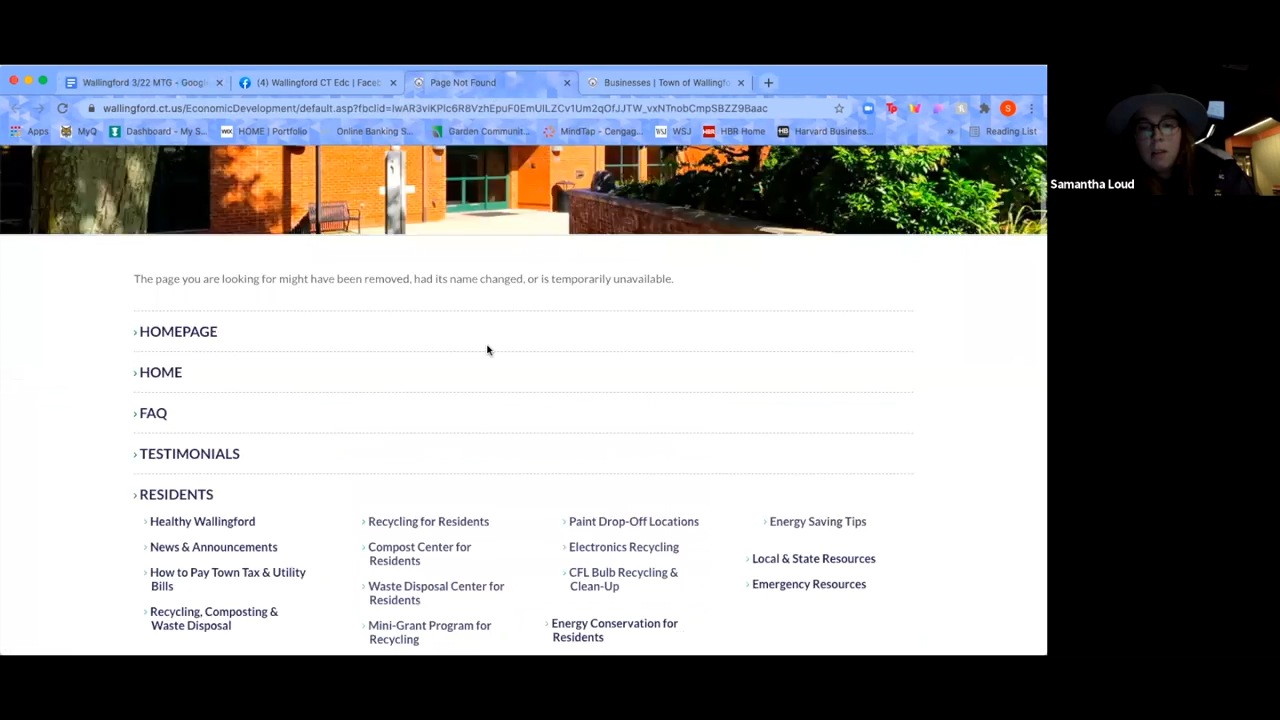 Wallingford 3/22 MTG - Googl
(4) Wallingford CT Edc | Faceb
Page Not Found
Businesses | Town of Wallingfo
wallingford.ct.us/EconomicDevelopment/default.asp?fbclid=IwAR3viKPlc6R8VzhEpuF0EmUILZCv1Um2qOfJJTW_vxNTnobCmpSBZZ9Baac
Apps
MyQ
Dashboard - My S...
HOME | Portfolio
Online Banking S...
Garden Communit...
MindTap - Cengag...
WSJ
HBR Home
Harvard Business...
Reading List
Samantha Loud
The page you are looking for might have been removed, had its name changed, or is temporarily unavailable.
HOMEPAGE
HOME
FAQ
TESTIMONIALS
RESIDENTS
Healthy Wallingford
News & Announcements
How to Pay Town Tax & Utility
Bills
Recycling, Composting &
Waste Disposal
Recycling for Residents
Compost Center for
Residents
Waste Disposal Center for
Residents
Mini-Grant Program for
Recycling
Paint Drop-Off Locations
Electronics Recycling
CFL Bulb Recycling &
Clean-Up
Energy Conservation for
Residents
Energy Saving Tips
Local & State Resources
Emergency Resources